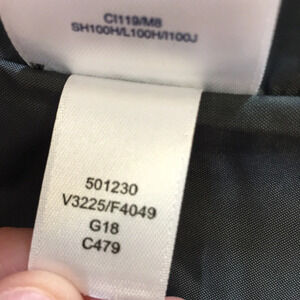 CI119/M8
SH100H/L100H/I100J
501230
V3225/F4049
G18
C479